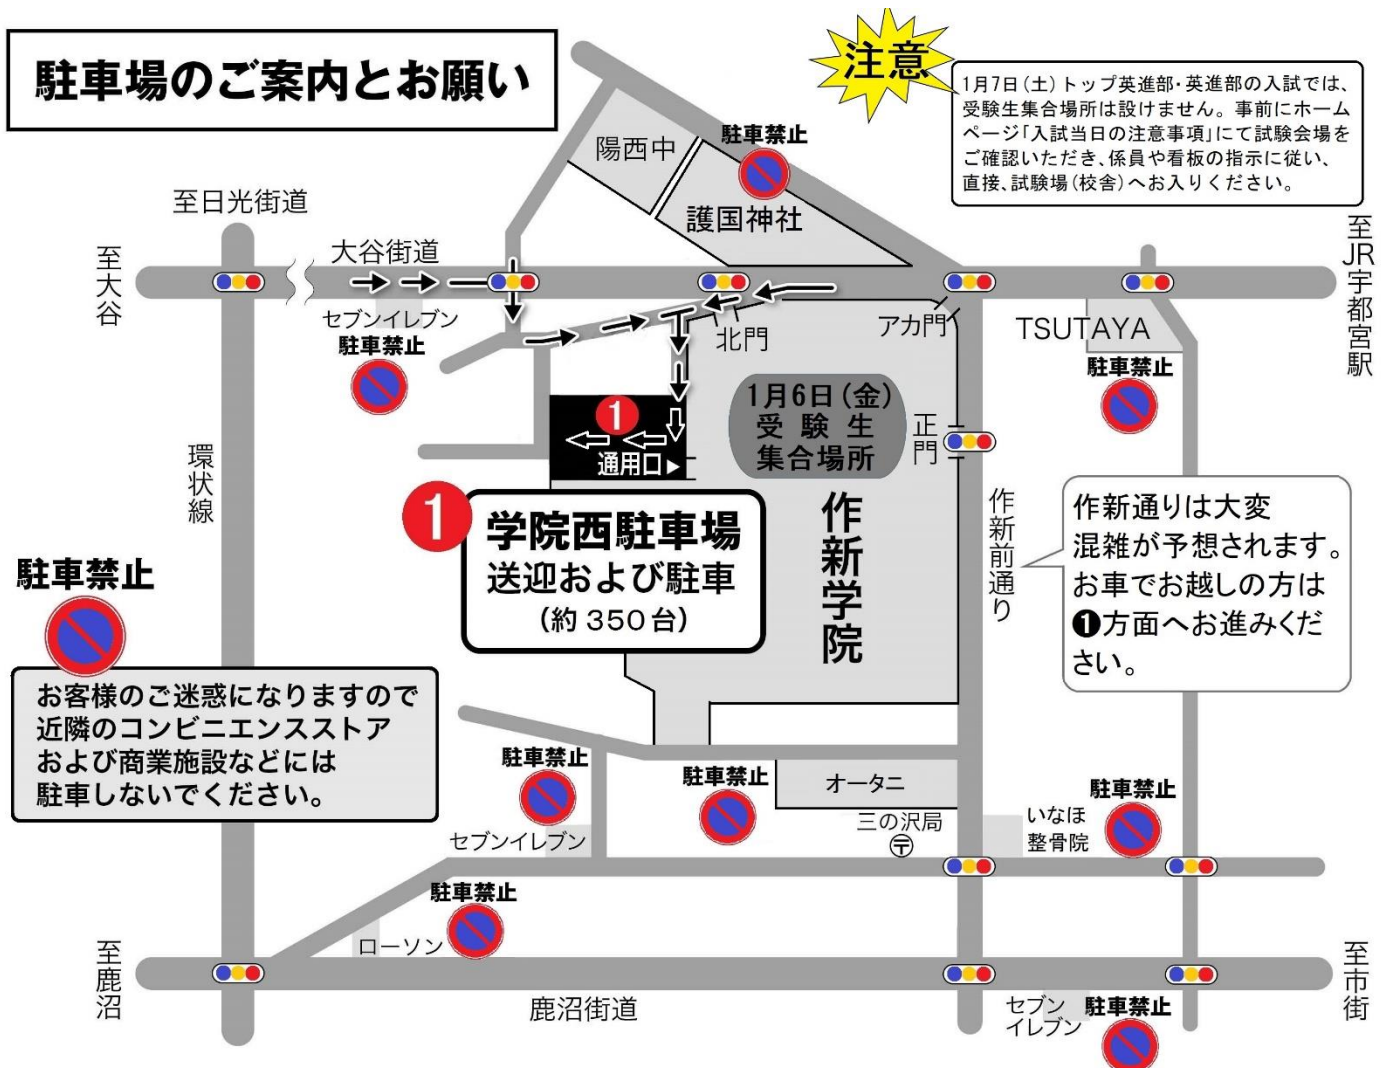 駐車場のご案内とお願い
注意
1月7日(土)トップ英進部・英進部の入試では、
受験生集合場所は設けません。事前にホーム
ページ「入試当日の注意事項」にて試験会場を
ご確認いただき、係員や看板の指示に従い、
直接、試験場(校舎)へお入りください。
陽西中
駐車禁止
護国神社
至日光街道
至大谷
大谷街道
至JR宇都宮駅
セブンイレブン
駐車禁止
北門
アカ門
TSUTAYA
駐車禁止
1
通用口▶
1月6日(金)
受験生
集合場所
正門
環状線
1
学院西駐車場
送迎および駐車
(約350台)
作新学院
作新前通り
作新通りは大変
混雑が予想されます。
お車でお越しの方は
❶方面へお進みくだ
さい。
駐車禁止
お客様のご迷惑になりますので
近隣のコンビニエンスストア
および商業施設などには
駐車しないでください。
駐車禁止
セブンイレブン
駐車禁止
オータニ
三の沢局
〒
いなほ
整骨院
駐車禁止
駐車禁止
ローソン
至鹿沼
鹿沼街道
セブン
イレブン
駐車禁止
至市街